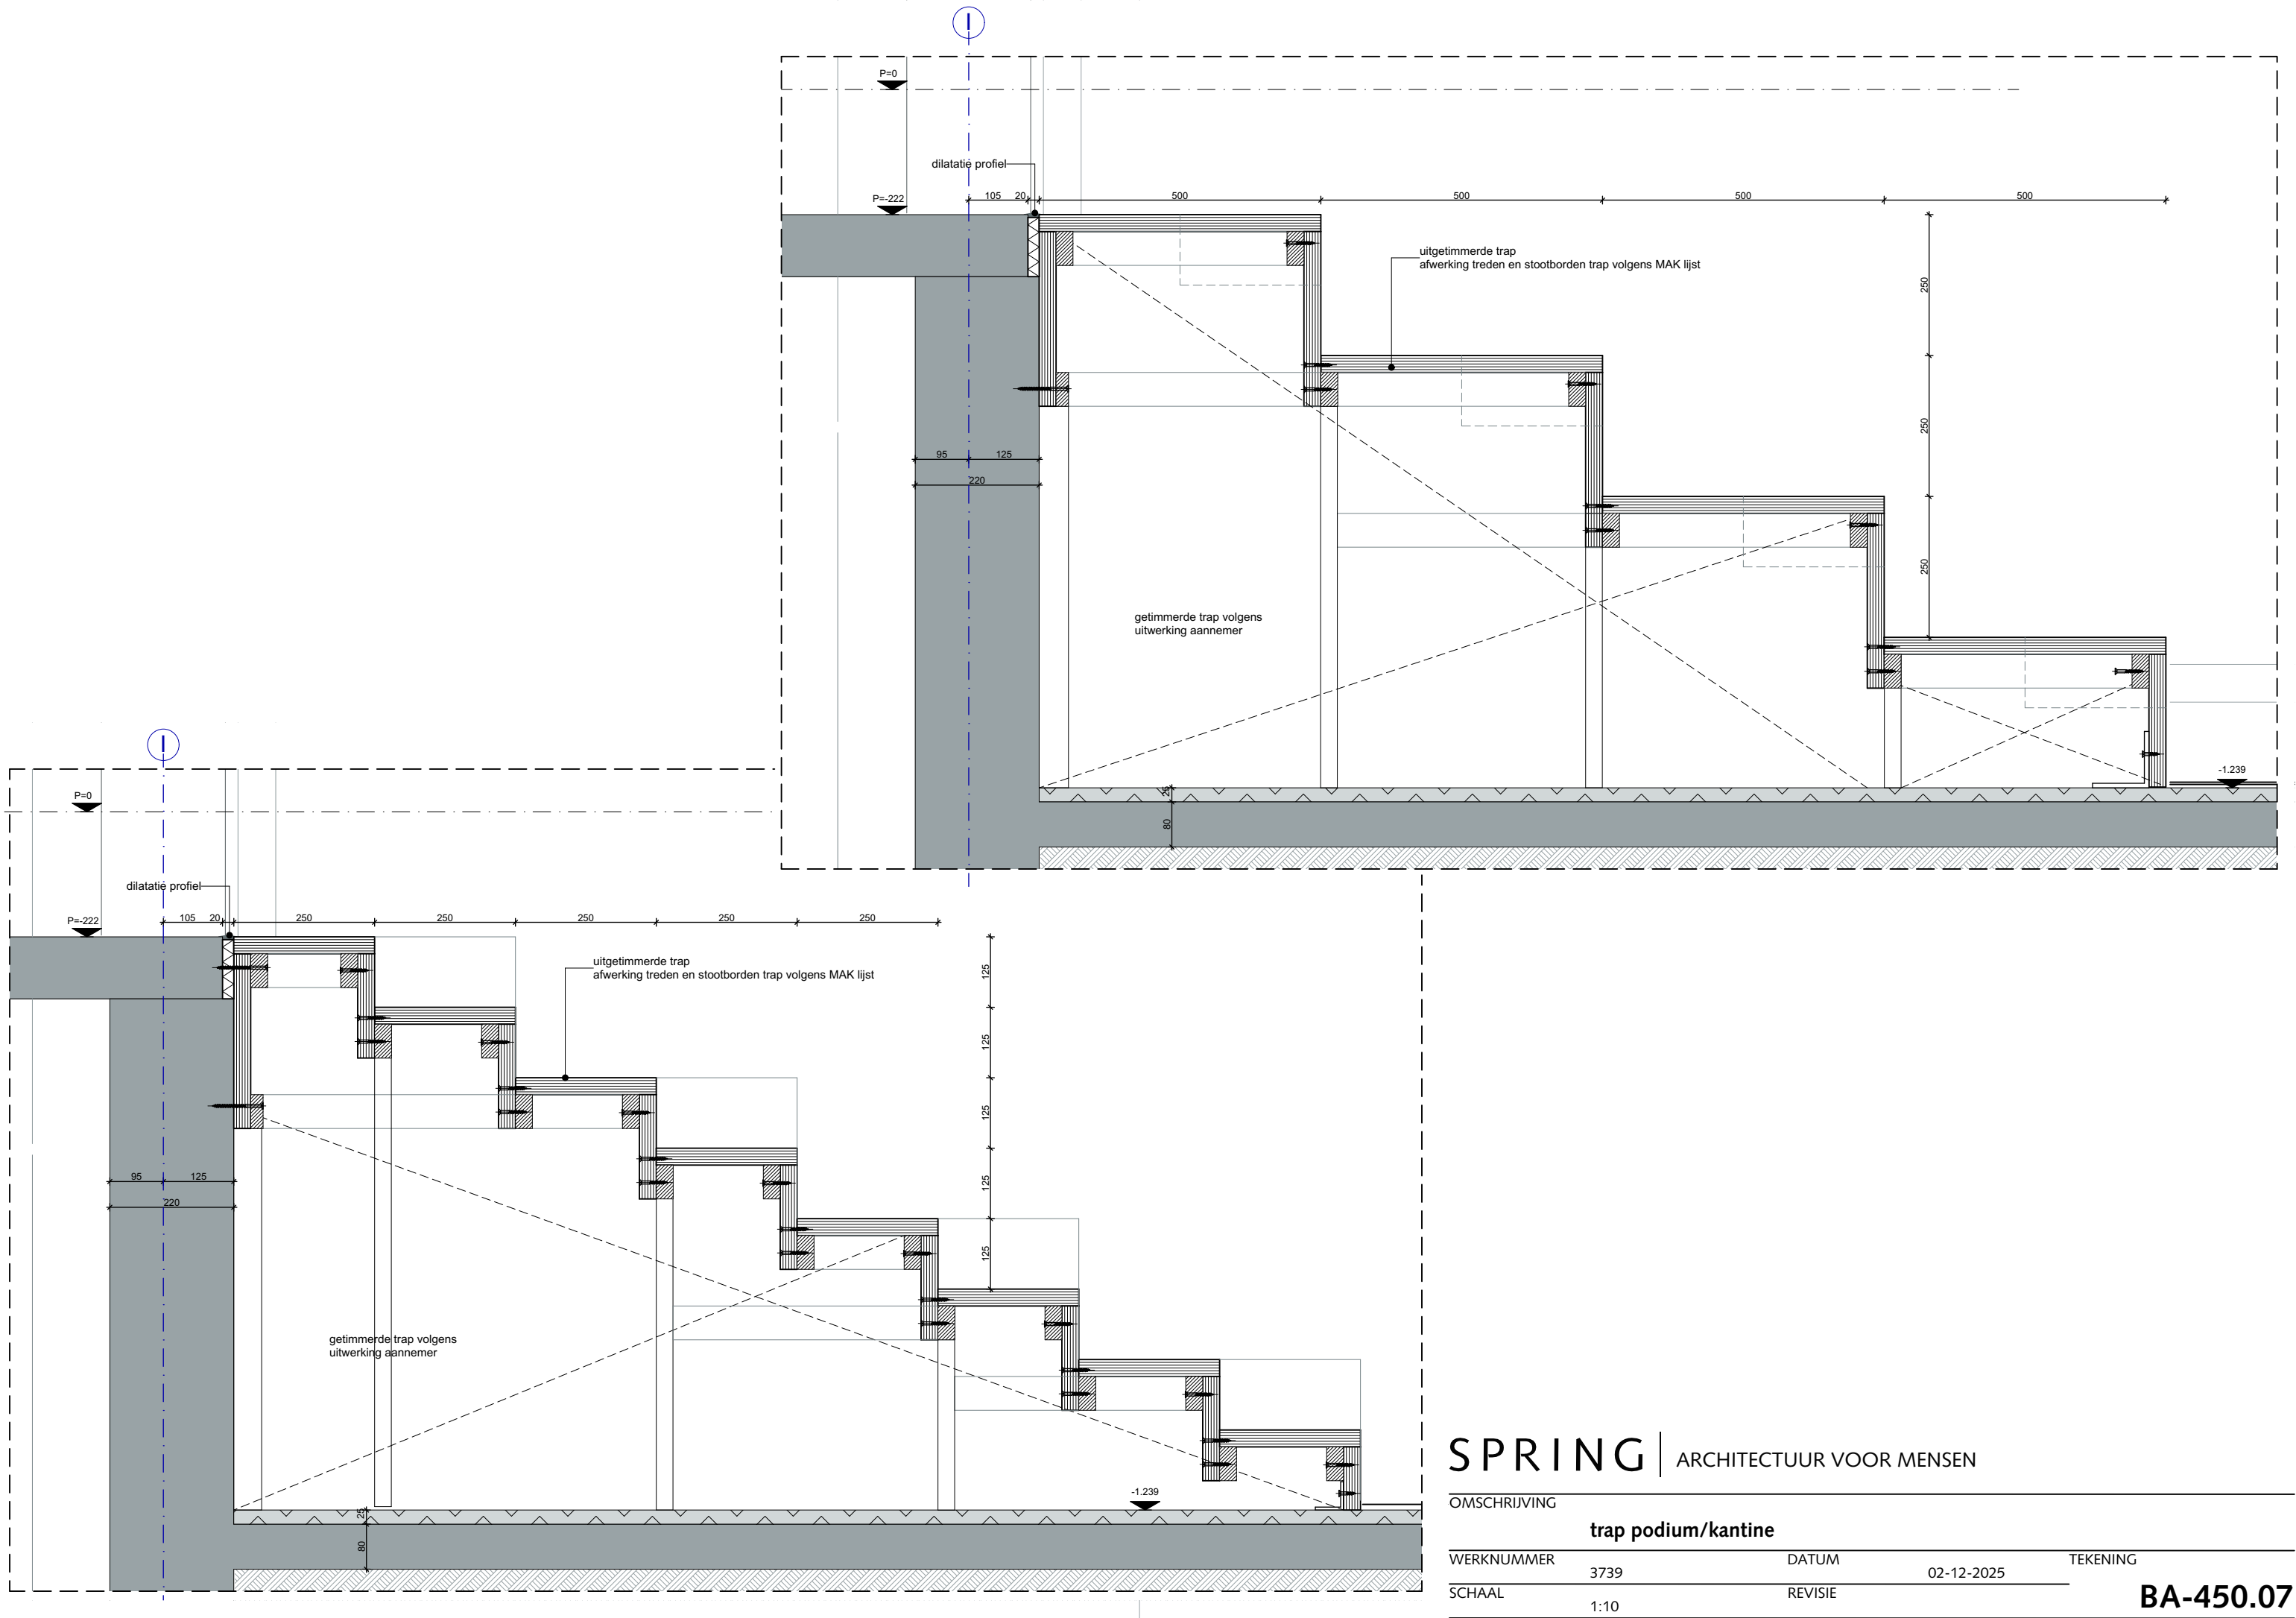 I
P=0
dilatatie profiel
P=-222
105 20 500 500 500 500
uitgetimmerde trap
afwerking treden en stootborden trap volgens MAK lijst
250
250
250
95 125
220
getimmerde trap volgens
uitwerking aannemer
-1.239
25
80
I
P=0
dilatatie profiel
P=-222
105 20 250 250 250 250 250
uitgetimmerde trap
afwerking treden en stootborden trap volgens MAK lijst
125
125
125
125
125
95 125
220
getimmerde trap volgens
uitwerking aannemer
-1.239
25
80
SPRING ARCHITECTUUR VOOR MENSEN
OMSCHRIJVING
trap podium/kantine
WERKNUMMER DATUM TEKENING
3739 02-12-2025
SCHAAL REVISIE BA-450.07
1:10